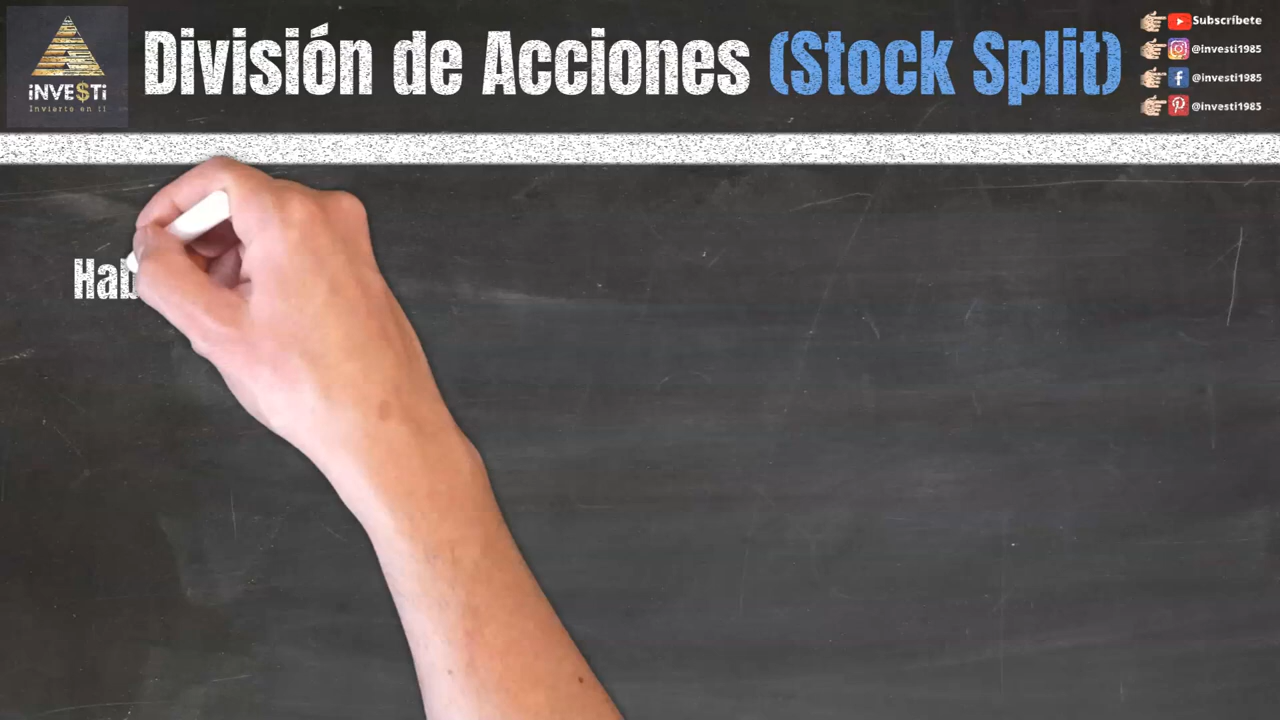 División de Acciones (Stock Split)
iNVE$Ti
Invierte en ti
Subscríbete
@investi1985
@investi1985
@investi1985
Hab